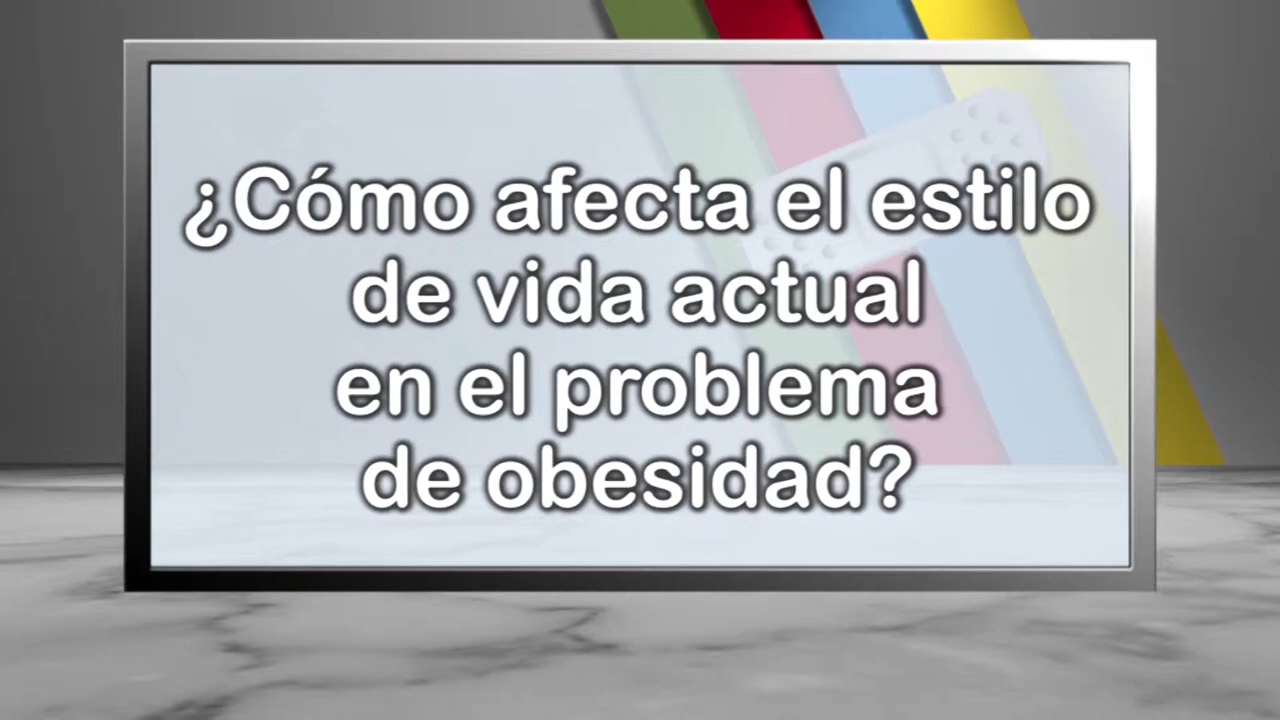 ¿Cómo afecta el estilo
de vida actual
en el problema
de obesidad?